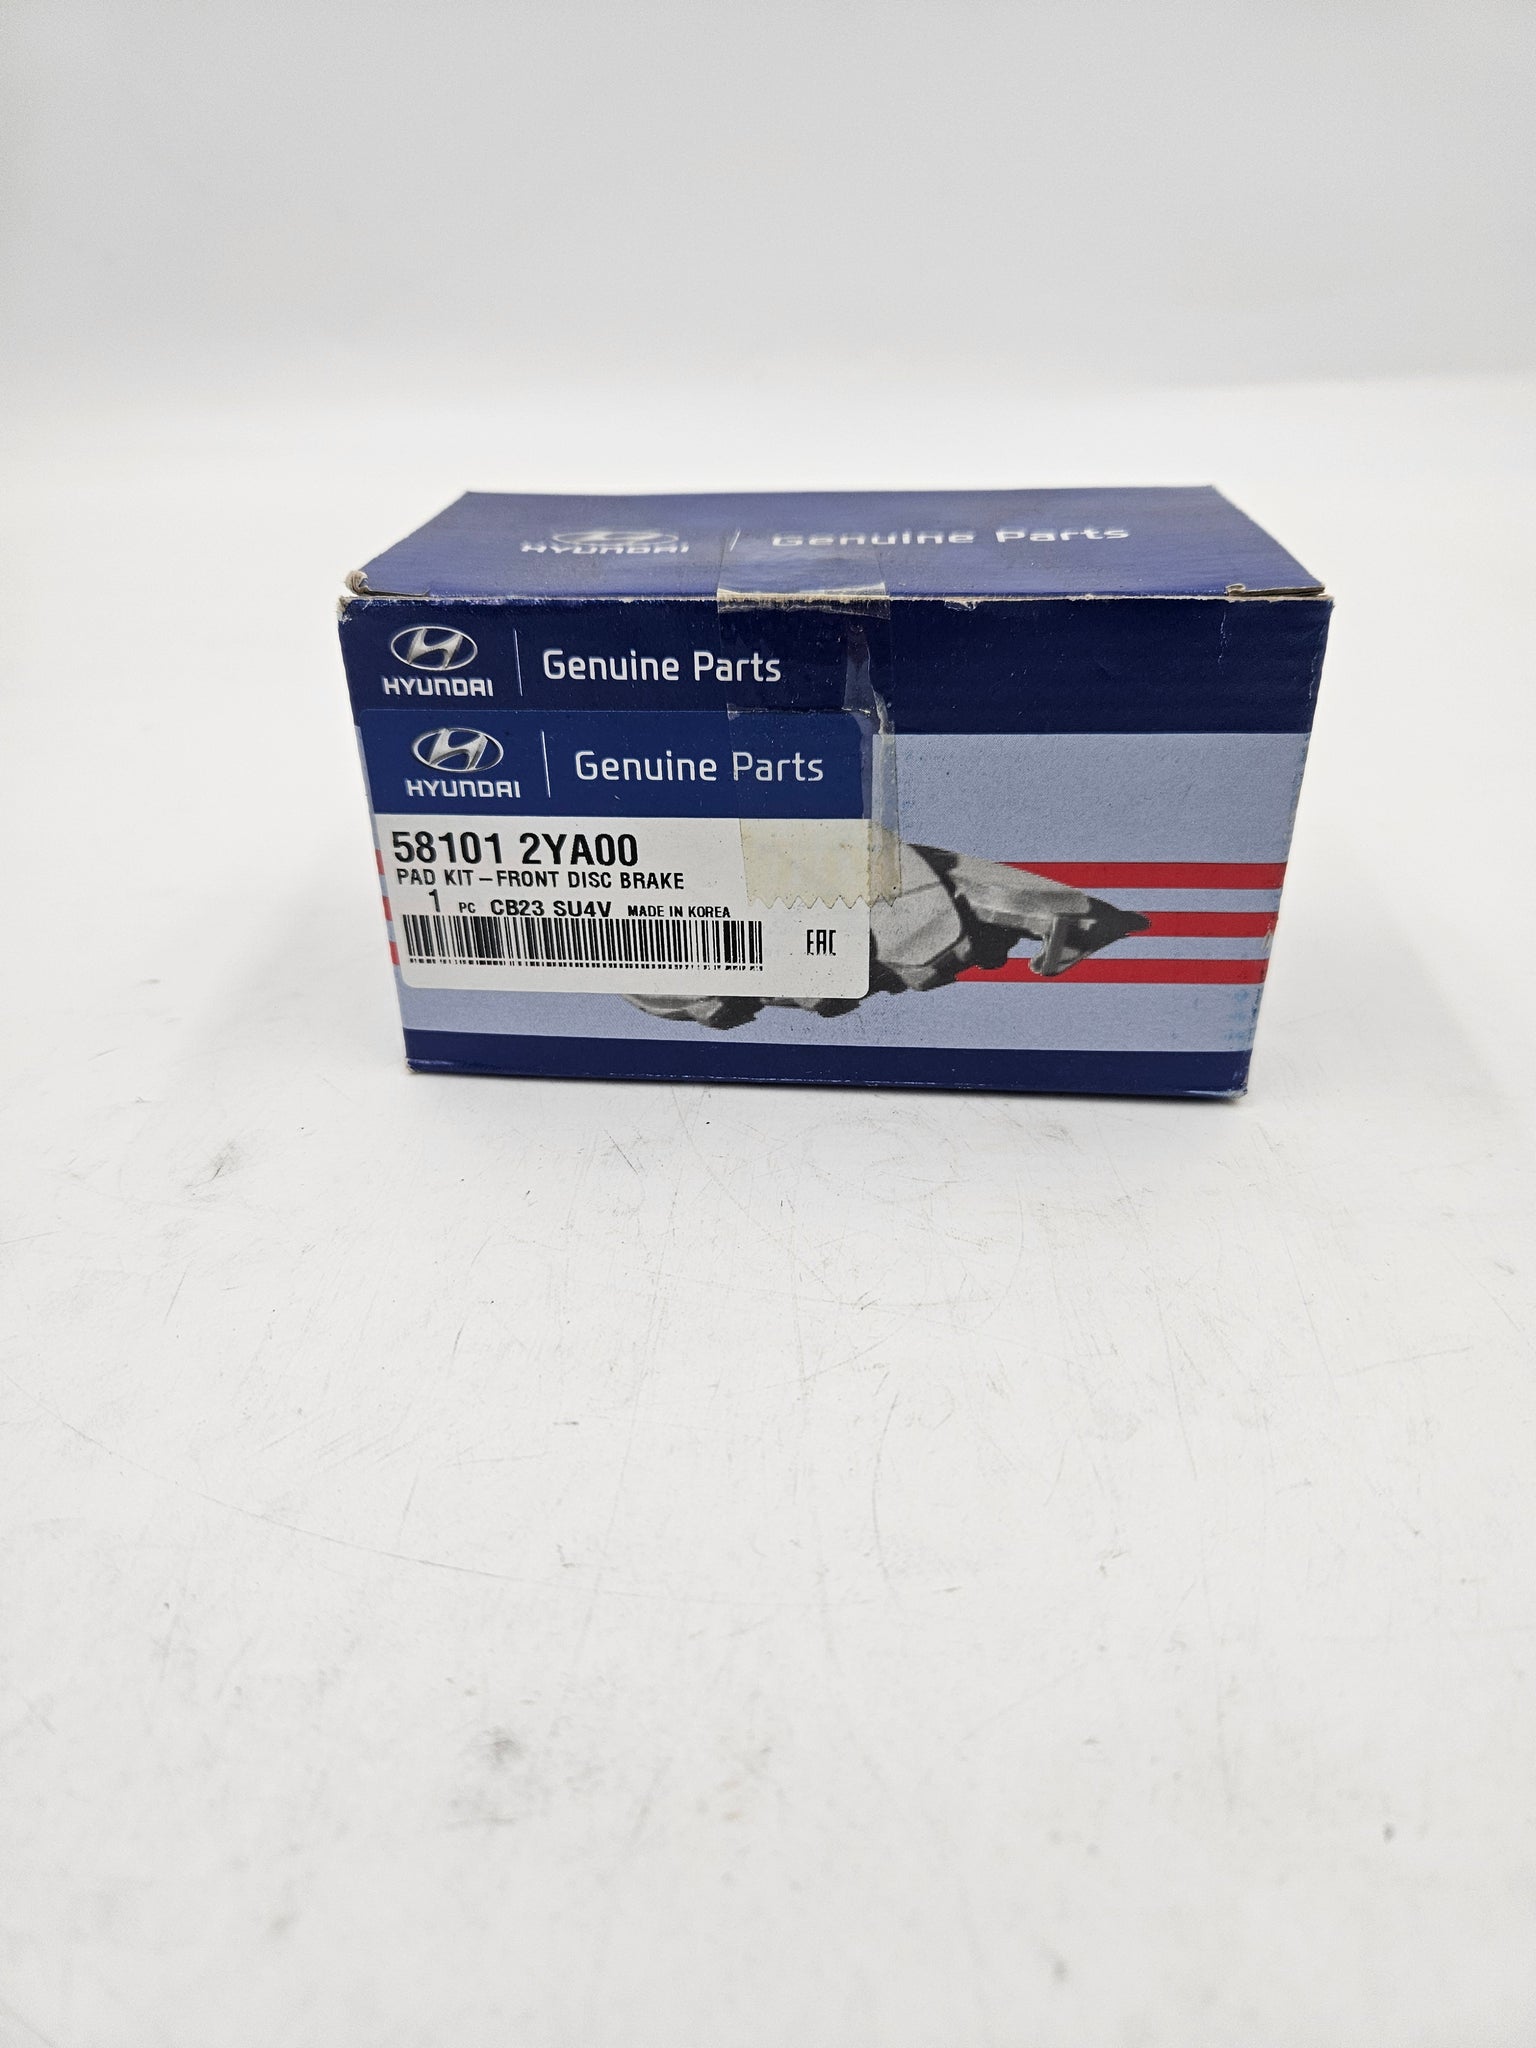 HYUNDAI Genuine Parts
HYUNDAI Genuine Parts
HYUNDAI Genuine Parts
58101 2YA00
PAD KIT-FRONT DISC BRAKE
1 PC CB23 SU4V MADE IN KOREA
EAC